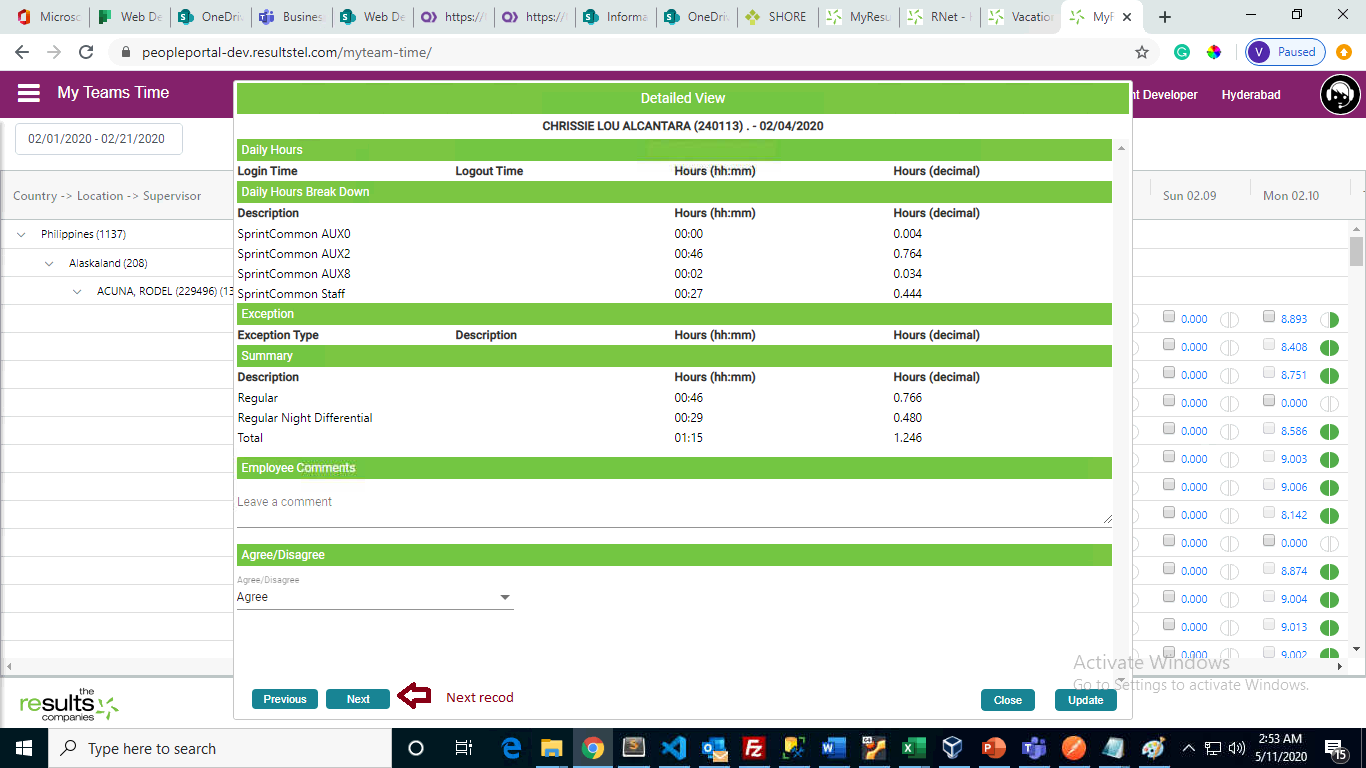 Microso
Web De
OneDriv
Busines
Web De
https://
https://
Informa
OneDriv
SHORE
MyResu
RNet -
Vacation
MyR
peopleportal-dev.resultstel.com/myteam-time/
V Paused
My Teams Time
nt Developer
Hyderabad
Detailed View
02/01/2020 - 02/21/2020
CHRISSIE LOU ALCANTARA (240113) . - 02/04/2020
Daily Hours
Login Time Logout Time Hours (hh:mm) Hours (decimal)
Daily Hours Break Down
Description Hours (hh:mm) Hours (decimal)
SprintCommon AUX0 00:00 0.004
SprintCommon AUX2 00:46 0.764
SprintCommon AUX8 00:02 0.034
SprintCommon Staff 00:27 0.444
Exception
Exception Type Description Hours (hh:mm) Hours (decimal)
Summary
Description Hours (hh:mm) Hours (decimal)
Regular 00:46 0.766
Regular Night Differential 00:29 0.480
Total 01:15 1.246
Employee Comments
Leave a comment
Agree/Disagree
Agree/Disagree
Agree
Previous Next Next recod Close Update
Country -> Location -> Supervisor
Philippines (1137)
Alaskaland (208)
ACUNA, RODEL (229496) (13
Sun 02.09 Mon 02.10
0.000 8.893
0.000 8.408
0.000 8.751
0.000 0.000
0.000 8.586
0.000 9.003
0.000 9.006
0.000 8.142
0.000 0.000
0.000 8.874
0.000 9.004
0.000 9.013
0.000 9.002
Activate Windows
Go to Settings to activate Windows.
the
results
companies
Type here to search
2:53 AM
5/11/2020
15